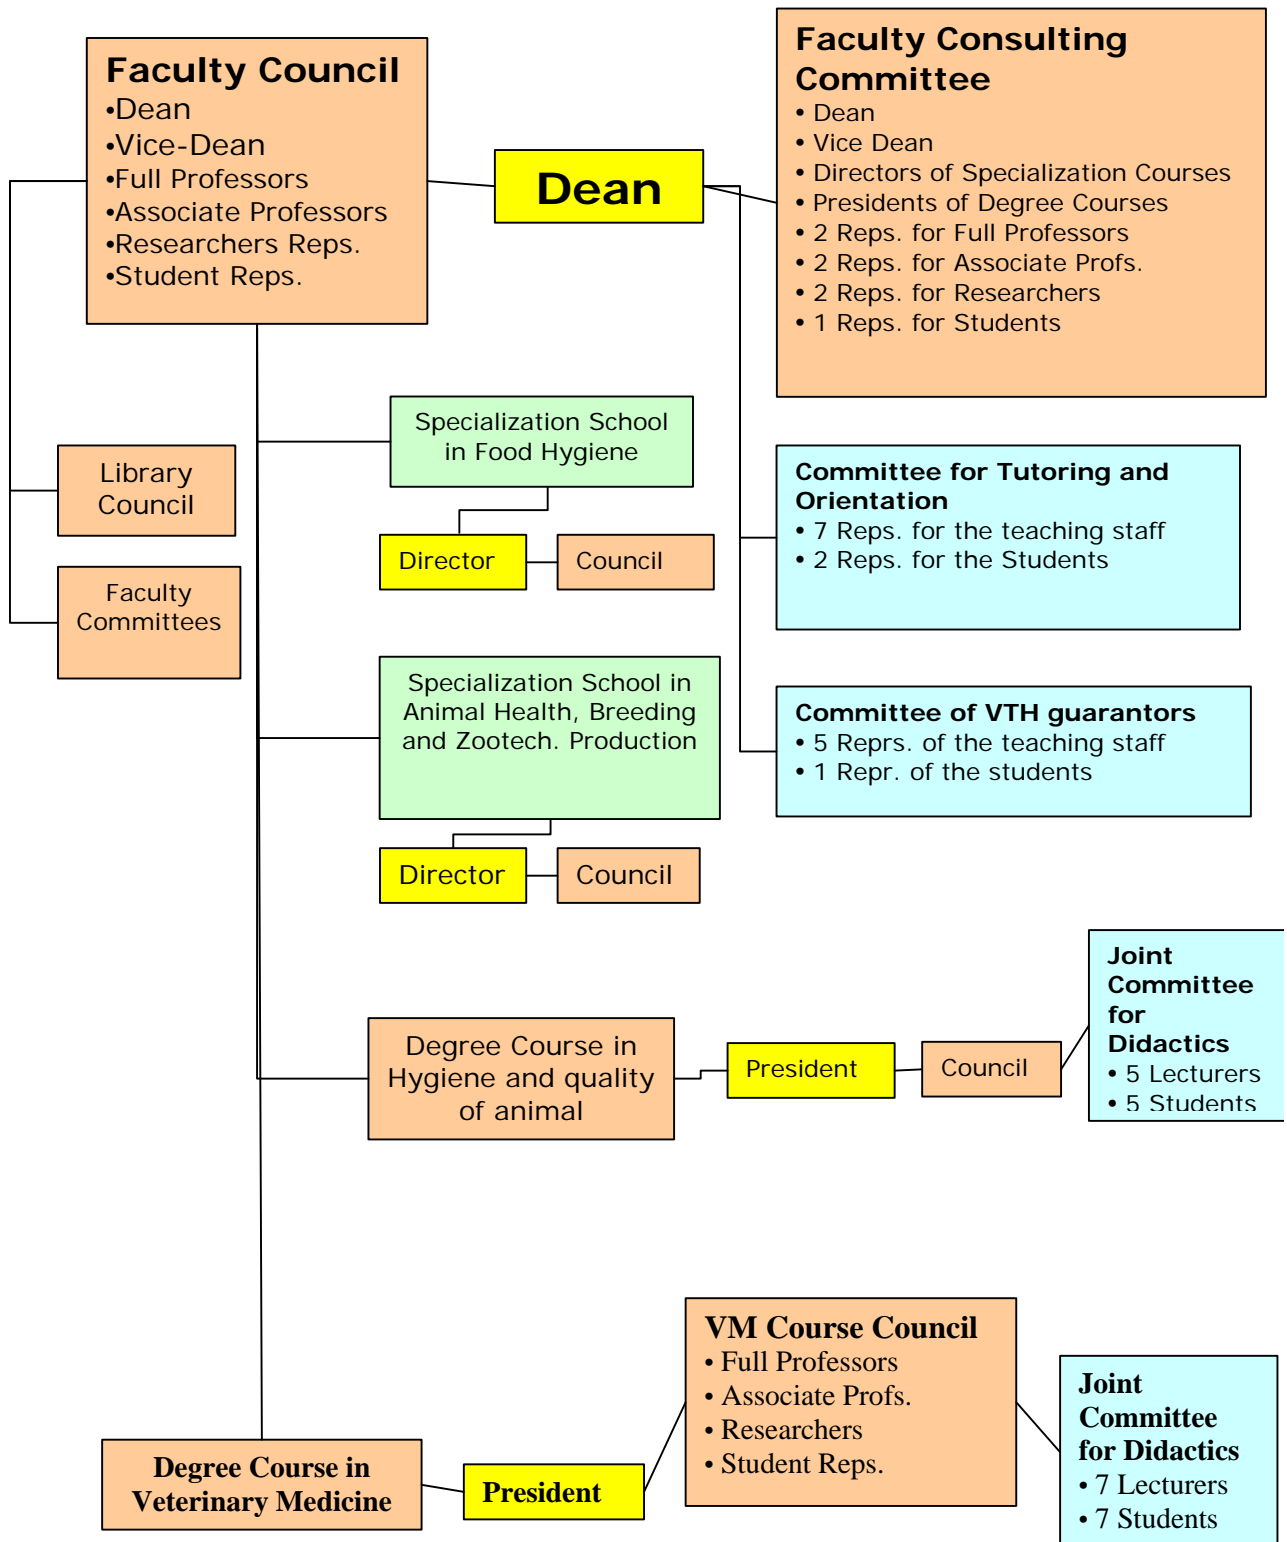 Faculty Council
•Dean
•Vice-Dean
•Full Professors
•Associate Professors
•Researchers Reps.
•Student Reps.
Dean
Faculty Consulting
Committee
• Dean
• Vice Dean
• Directors of Specialization Courses
• Presidents of Degree Courses
• 2 Reps. for Full Professors
• 2 Reps. for Associate Profs.
• 2 Reps. for Researchers
• 1 Reps. for Students
Library
Council
Faculty
Committees
Specialization School
in Food Hygiene
Director
Council
Committee for Tutoring and
Orientation
• 7 Reps. for the teaching staff
• 2 Reps. for the Students
Specialization School in
Animal Health, Breeding
and Zootech. Production
Director
Council
Committee of VTH guarantors
• 5 Reprs. of the teaching staff
• 1 Repr. of the students
Degree Course in
Hygiene and quality
of animal
President
Council
Joint
Committee
for
Didactics
• 5 Lecturers
• 5 Students
Degree Course in
Veterinary Medicine
President
VM Course Council
• Full Professors
• Associate Profs.
• Researchers
• Student Reps.
Joint
Committee
for Didactics
• 7 Lecturers
• 7 Students